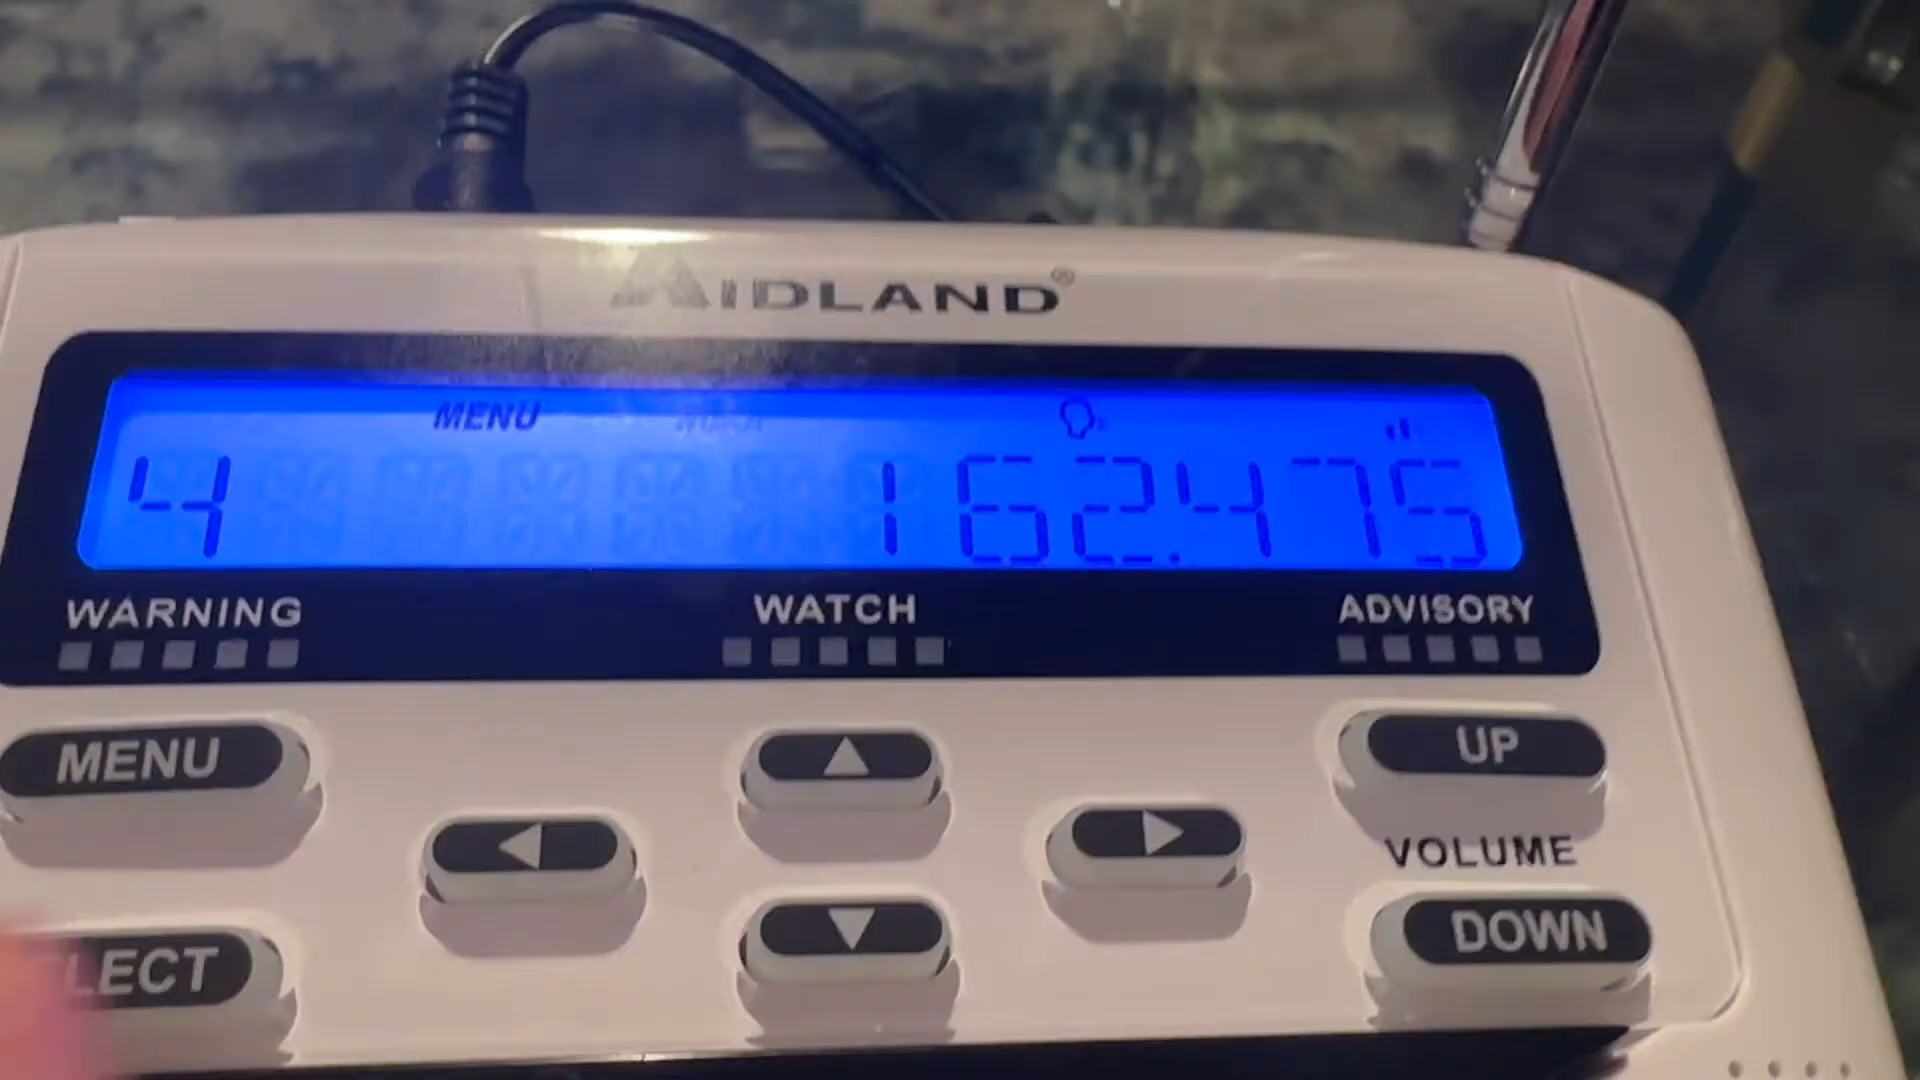 MIDLAND®
MENU
4 162.475
WARNING WATCH ADVISORY
MENU UP
VOLUME
LECT DOWN